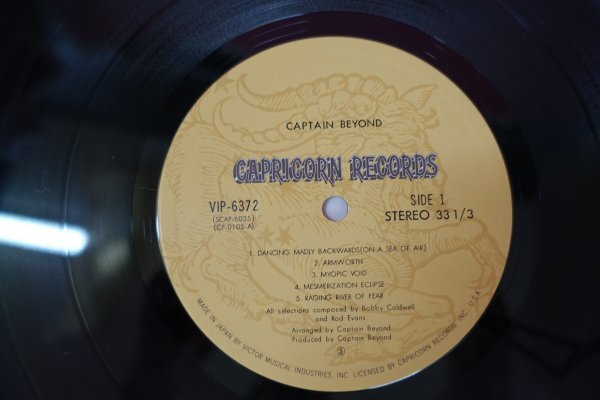 CAPTAIN BEYOND
CAPRICORN RECORDS
VIP-6372
(SCAP-6035)
(CP-0105-A)
SIDE 1
STEREO 33 1/3
1. DANCING MADLY BACKWARDS(ON A SEA OF AIR)
2. ARMWORTH
3. MYOPIC VOID
4. MESMERIZATION ECLIPSE
5. RAGING RIVER OF FEAR
All selections composed by Bobby Caldwell
and Rod Evans
Arranged by Captain Beyond
Produced by Captain Beyond
Ⓢ
MADE IN JAPAN BY VICTOR MUSICAL INDUSTRIES, INC. LICENSED BY CAPRICORN RECORDS INC. U.S.A.